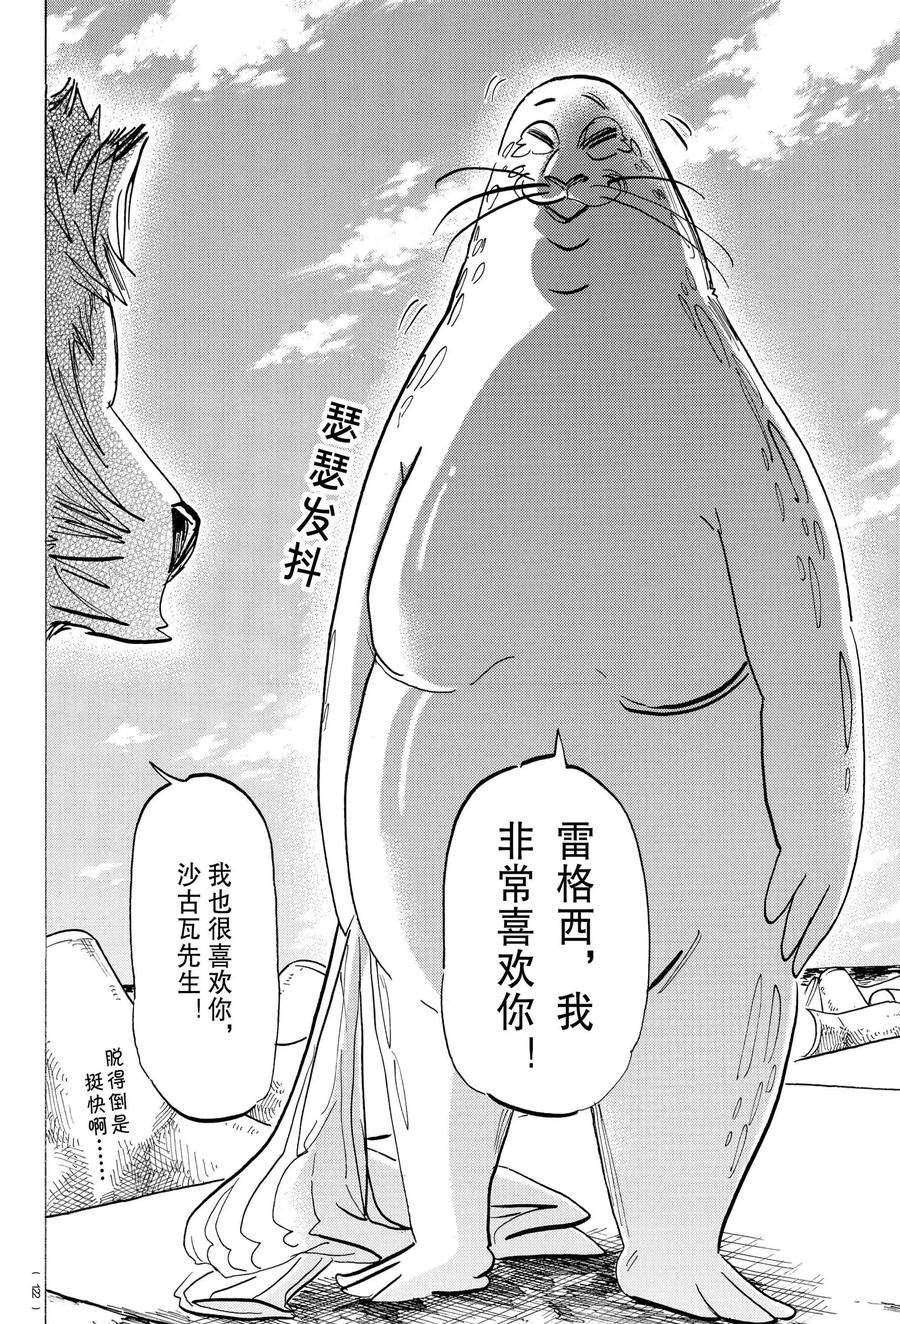 瑟瑟发抖
雷格西，我
非常喜欢你！
我也很喜欢你，
沙古瓦先生！
脱得倒是
挺快啊……
( 12 )